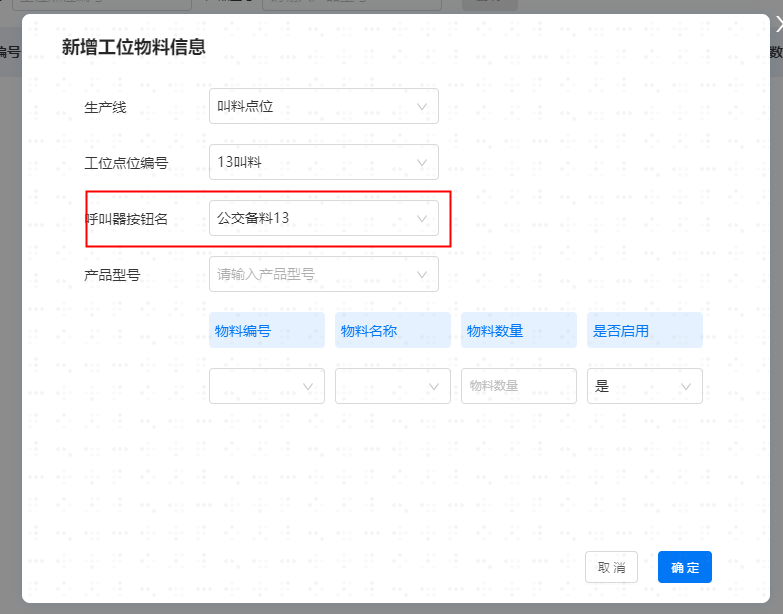 编号
数
新增工位物料信息
生产线 叫料点位
工位点位编号 13叫料
呼叫器按钮名 公交备料13
产品型号 请输入产品型号
物料编号 物料名称 物料数量 是否启用
物料数量 是
取消 确定